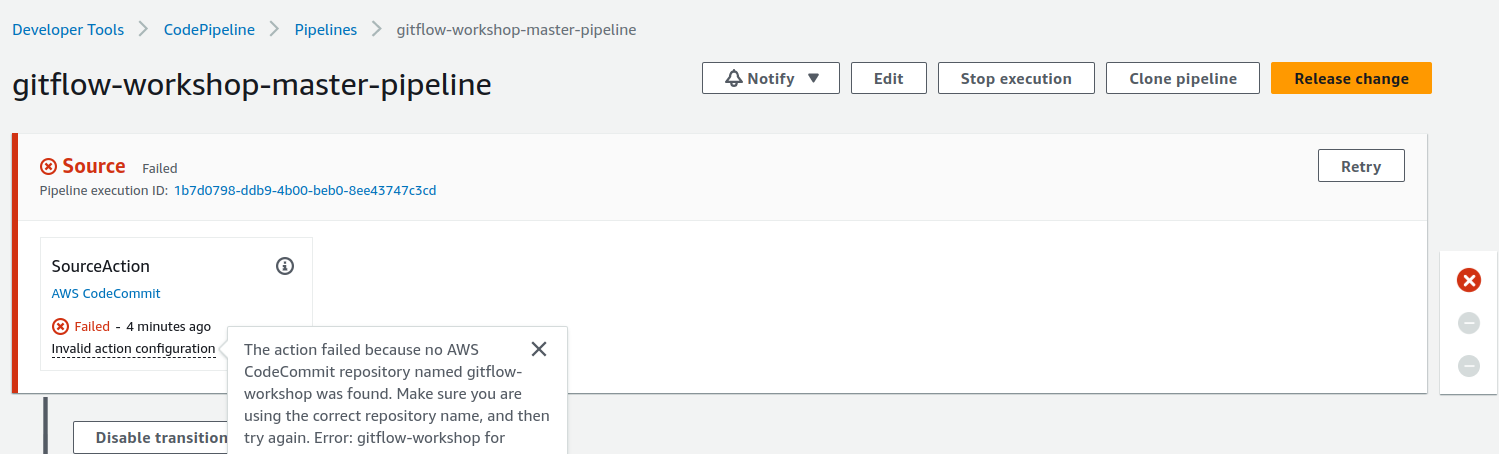 Developer Tools CodePipeline Pipelines gitflow-workshop-master-pipeline
gitflow-workshop-master-pipeline
Notify Edit Stop execution Clone pipeline Release change
Source Failed
Retry
Pipeline execution ID: 1b7d0798-ddb9-4b00-beb0-8ee43747c3cd
SourceAction
AWS CodeCommit
Failed - 4 minutes ago
Invalid action configuration
The action failed because no AWS
CodeCommit repository named gitflow-
workshop was found. Make sure you are
using the correct repository name, and then
try again. Error: gitflow-workshop for
Disable transition